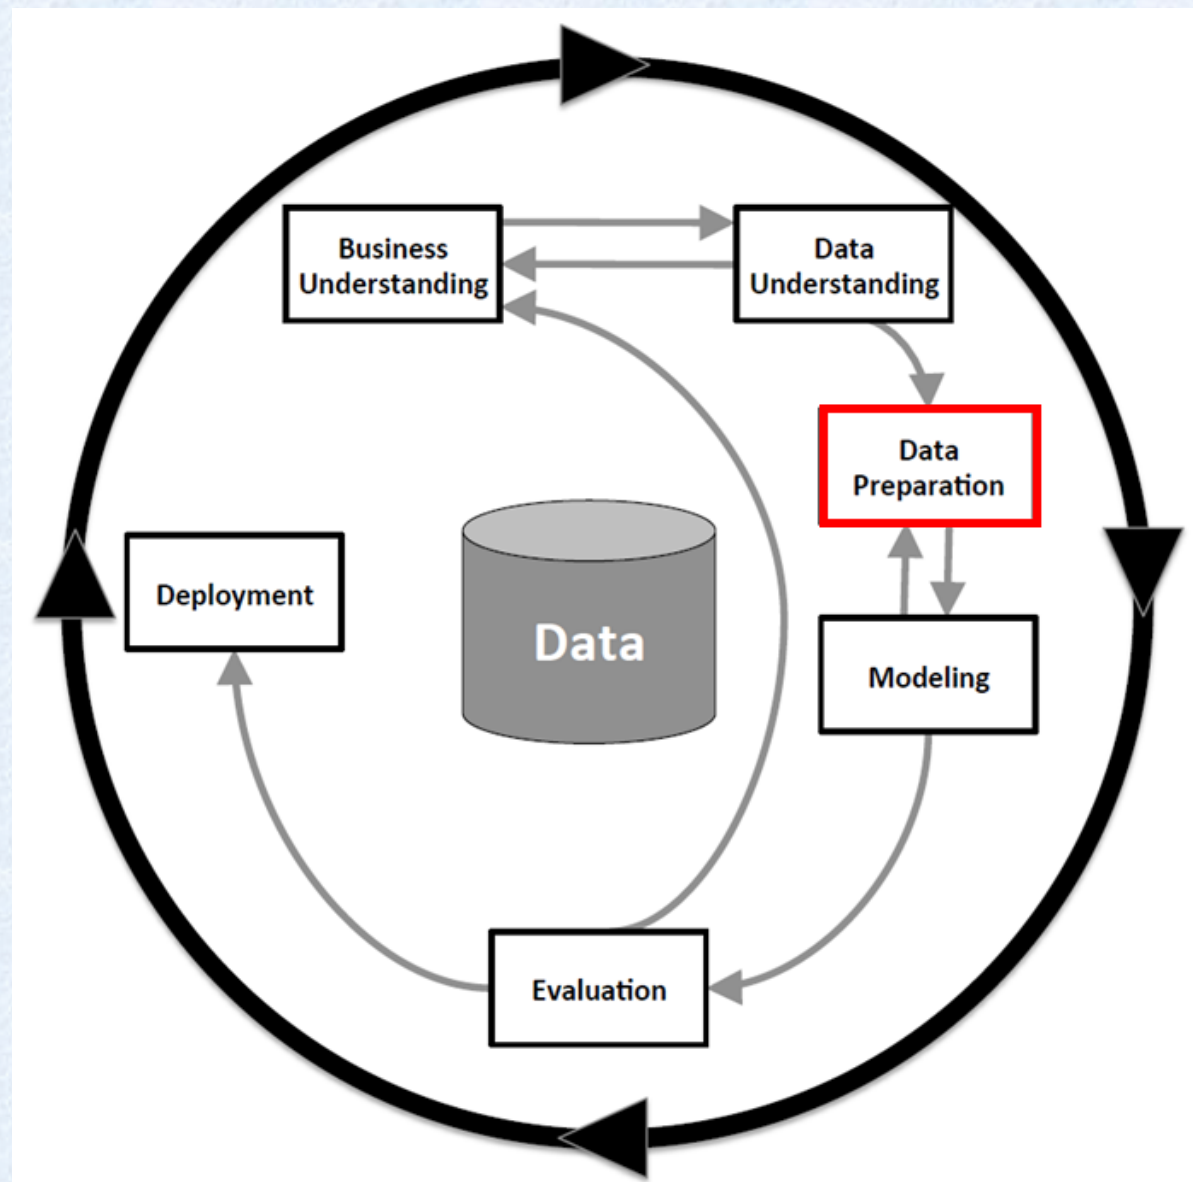 Business
Understanding
Data
Understanding
Data
Preparation
Deployment
Data
Modeling
Evaluation